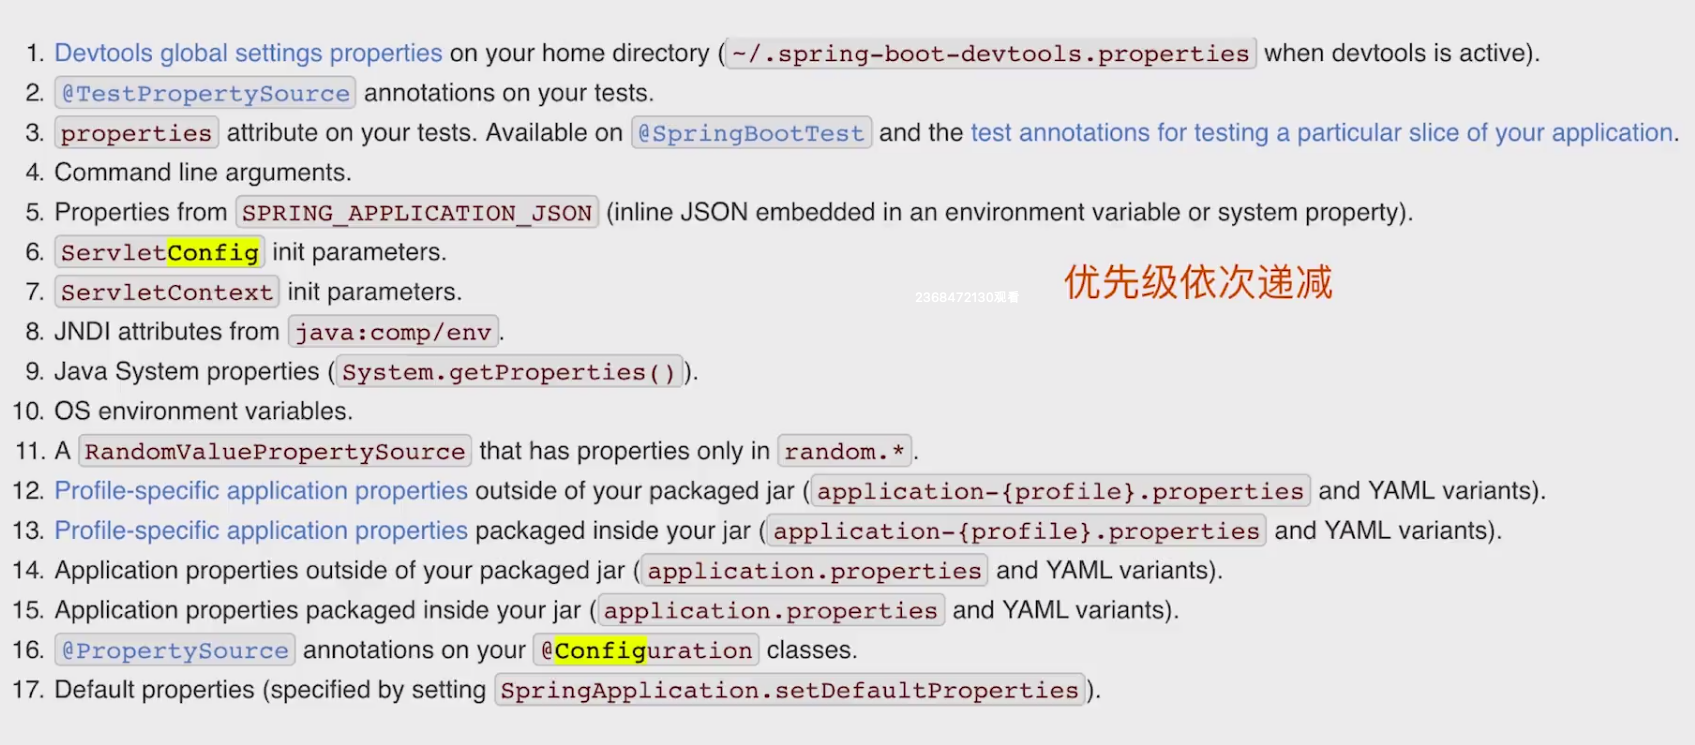 1. Devtools global settings properties on your home directory (~/.spring-boot-devtools.properties when devtools is active).
2. @TestPropertySource annotations on your tests.
3. properties attribute on your tests. Available on @SpringBootTest and the test annotations for testing a particular slice of your application.
4. Command line arguments.
5. Properties from SPRING_APPLICATION_JSON (inline JSON embedded in an environment variable or system property).
6. ServletConfig init parameters.
7. ServletContext init parameters.
2368472130观看
优先级依次递减
8. JNDI attributes from java:comp/env.
9. Java System properties (System.getProperties()).
10. OS environment variables.
11. A RandomValuePropertySource that has properties only in random.*.
12. Profile-specific application properties outside of your packaged jar (application-{profile}.properties and YAML variants).
13. Profile-specific application properties packaged inside your jar (application-{profile}.properties and YAML variants).
14. Application properties outside of your packaged jar (application.properties and YAML variants).
15. Application properties packaged inside your jar (application.properties and YAML variants).
16. @PropertySource annotations on your @Configuration classes.
17. Default properties (specified by setting SpringApplication.setDefaultProperties).